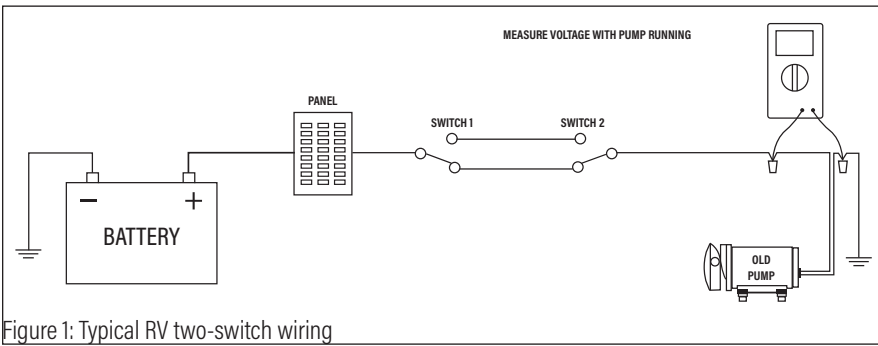 MEASURE VOLTAGE WITH PUMP RUNNING
PANEL
SWITCH 1
SWITCH 2
BATTERY
− +
OLD
PUMP
Figure 1: Typical RV two-switch wiring